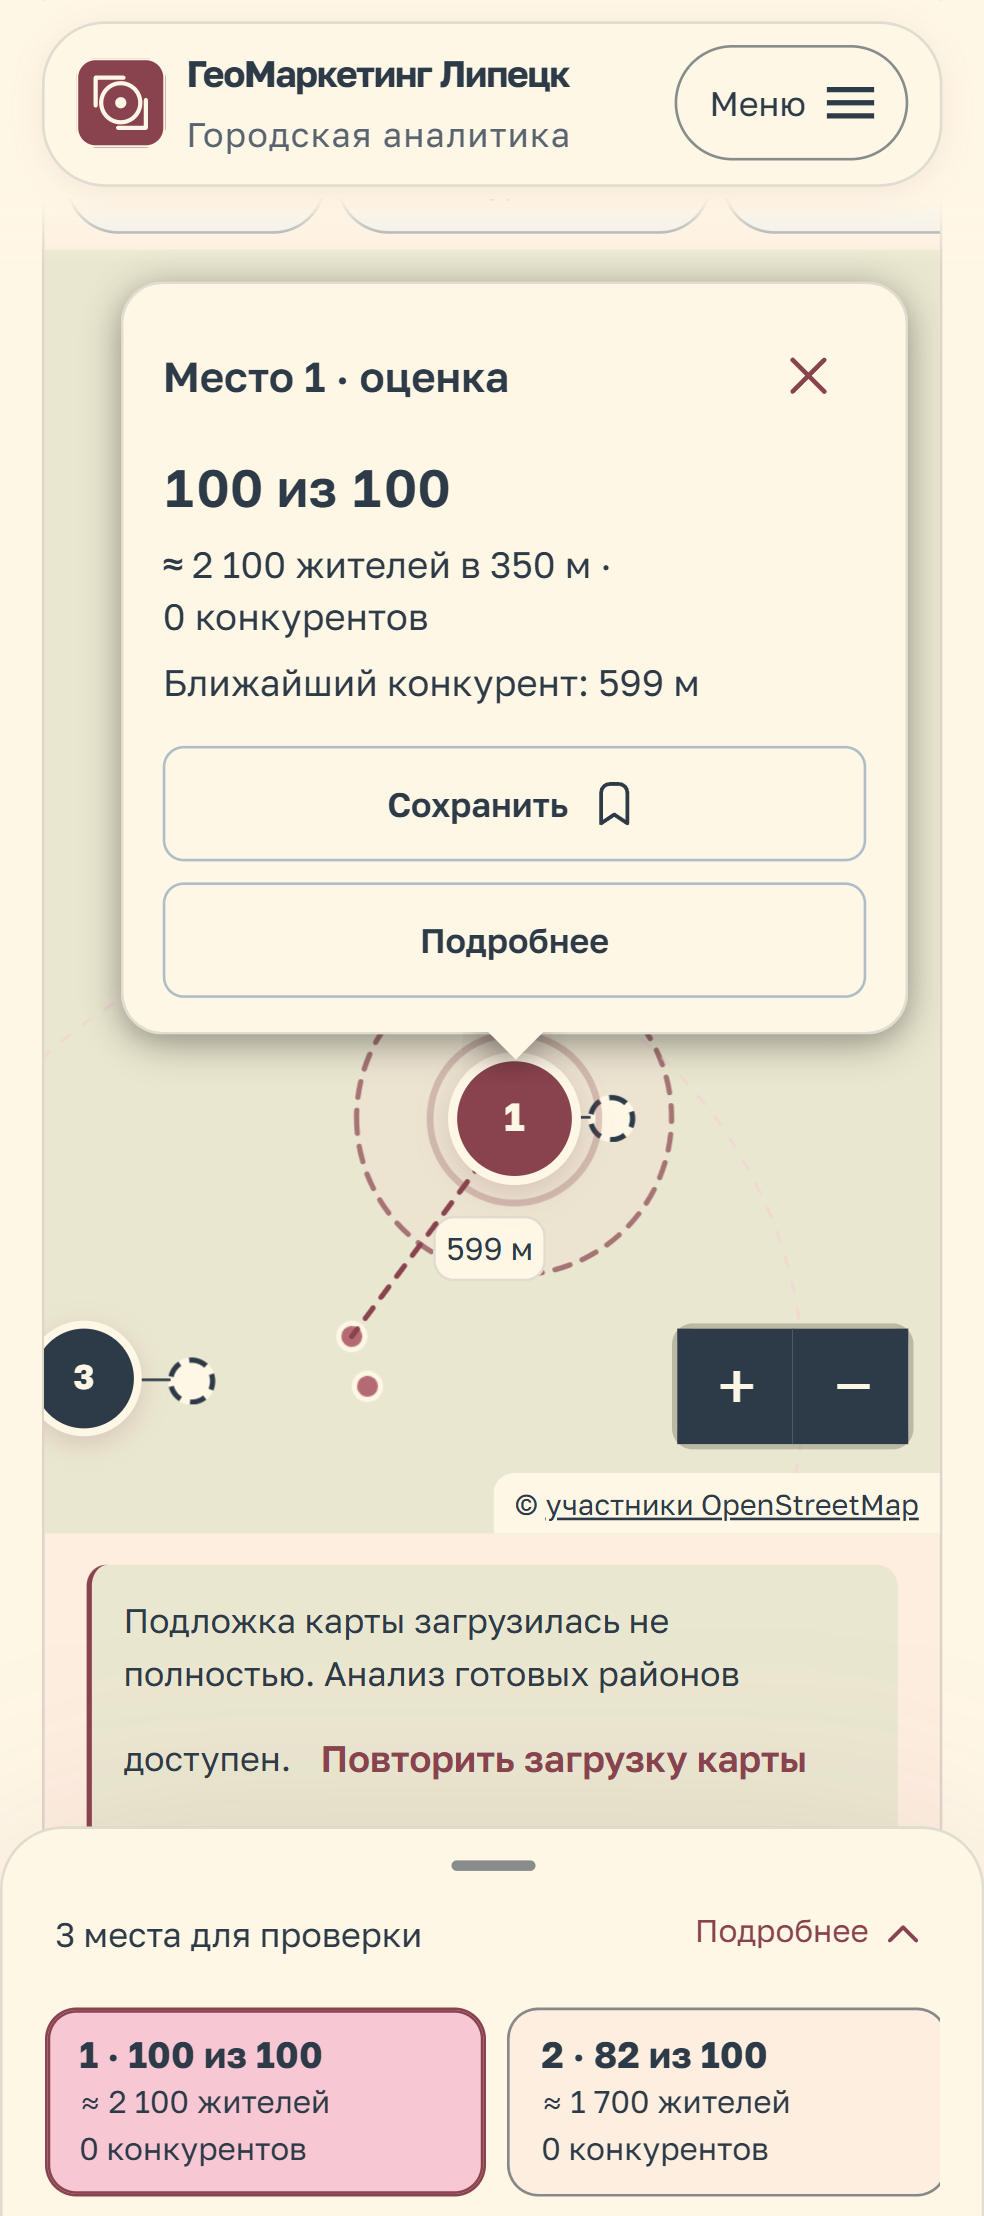 ГеоМаркетинг Липецк
Городская аналитика
Меню
Место 1 · оценка
100 из 100
≈ 2 100 жителей в 350 м ·
0 конкурентов
Ближайший конкурент: 599 м
Сохранить
Подробнее
1
599 м
3
+ −
© участники OpenStreetMap
Подложка карты загрузилась не
полностью. Анализ готовых районов
доступен. Повторить загрузку карты
3 места для проверки
Подробнее
1 · 100 из 100
≈ 2 100 жителей
0 конкурентов
2 · 82 из 100
≈ 1 700 жителей
0 конкурентов